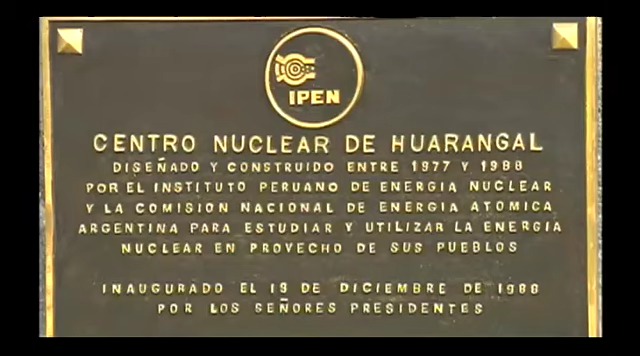 IPEN
CENTRO NUCLEAR DE HUARANGAL
DISEÑADO Y CONSTRUIDO ENTRE 1977 Y 1988
POR EL INSTITUTO PERUANO DE ENERGIA NUCLEAR
Y LA COMISION NACIONAL DE ENERGIA ATOMICA
ARGENTINA PARA ESTUDIAR Y UTILIZAR LA ENERGIA
NUCLEAR EN PROVECHO DE SUS PUEBLOS
INAUGURADO EL 19 DE DICIEMBRE DE 1988
POR LOS SEÑORES PRESIDENTES